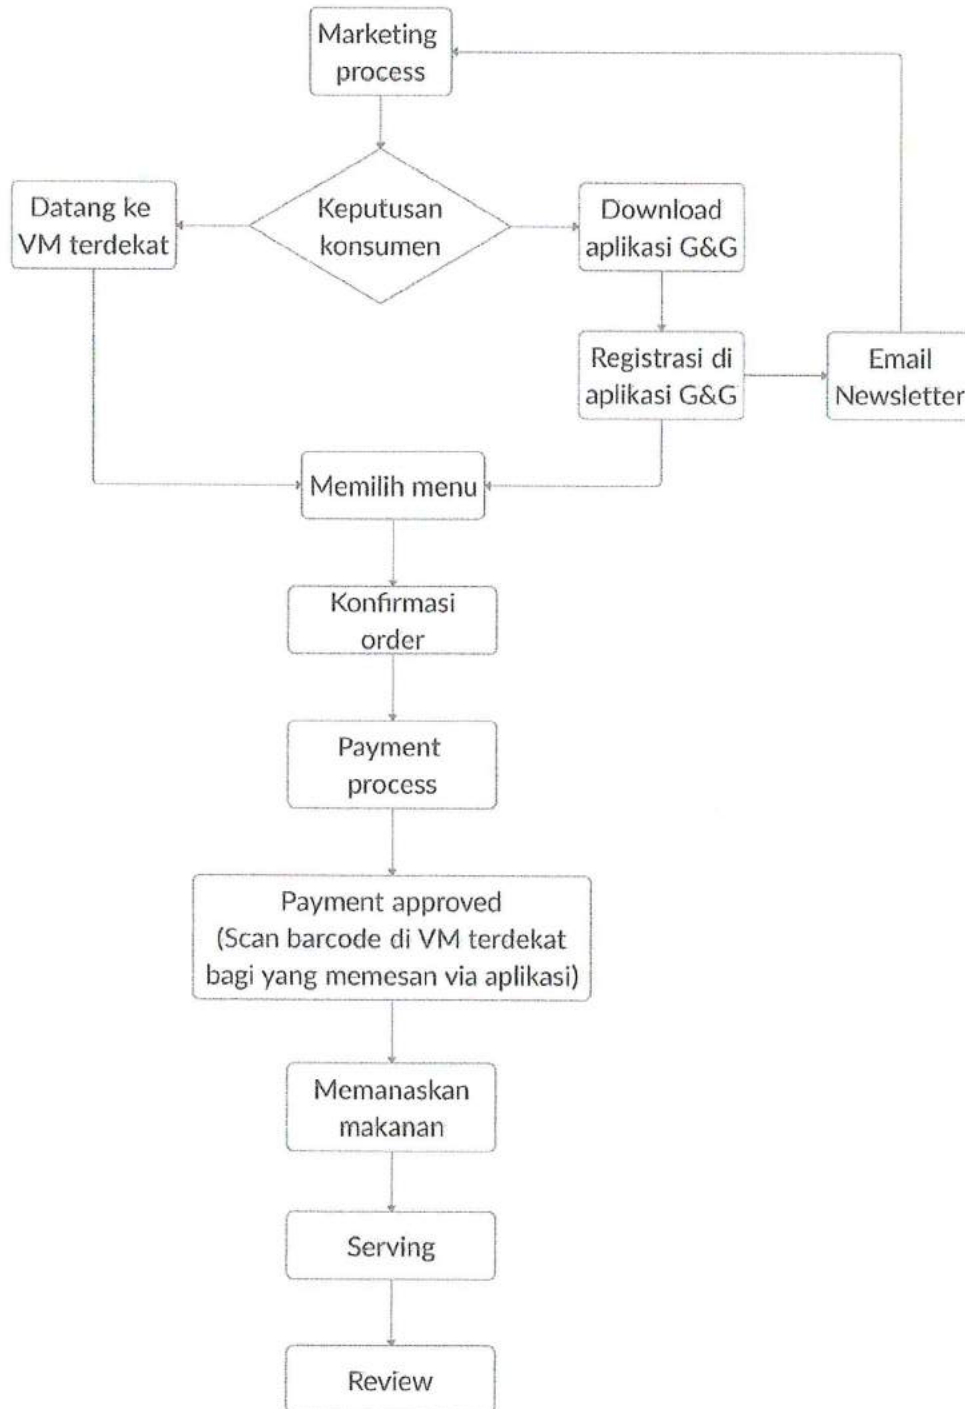 Marketing
process
Datang ke
VM terdekat
Keputusan
konsumen
Download
aplikasi G&G
Registrasi di
aplikasi G&G
Email
Newsletter
Memilih menu
Konfirmasi
order
Payment
process
Payment approved
(Scan barcode di VM terdekat
bagi yang memesan via aplikasi)
Memanaskan
makanan
Serving
Review